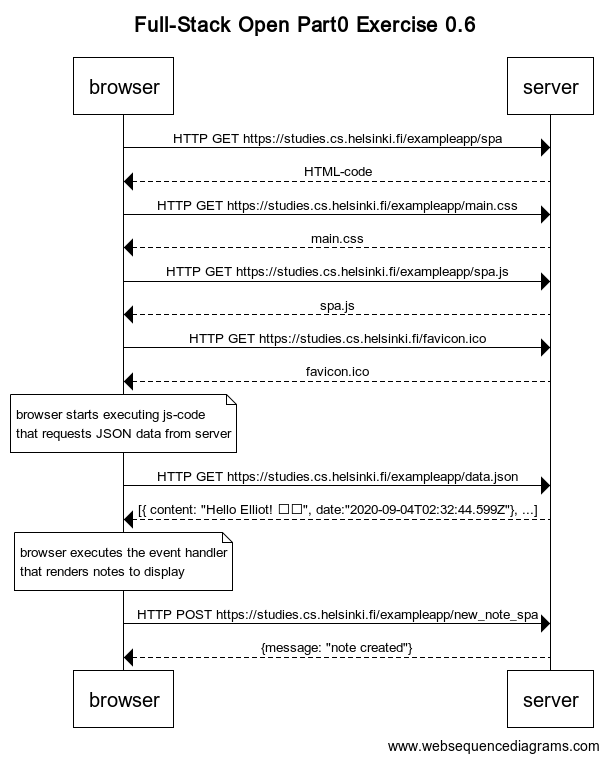 Full-Stack Open Part0 Exercise 0.6
browser
server
HTTP GET https://studies.cs.helsinki.fi/exampleapp/spa
HTML-code
HTTP GET https://studies.cs.helsinki.fi/exampleapp/main.css
main.css
HTTP GET https://studies.cs.helsinki.fi/exampleapp/spa.js
spa.js
HTTP GET https://studies.cs.helsinki.fi/favicon.ico
favicon.ico
browser starts executing js-code
that requests JSON data from server
HTTP GET https://studies.cs.helsinki.fi/exampleapp/data.json
[{ content: "Hello Elliot! □□", date:"2020-09-04T02:32:44.599Z"}, ...]
browser executes the event handler
that renders notes to display
HTTP POST https://studies.cs.helsinki.fi/exampleapp/new_note_spa
{message: "note created"}
browser
server
www.websequencediagrams.com